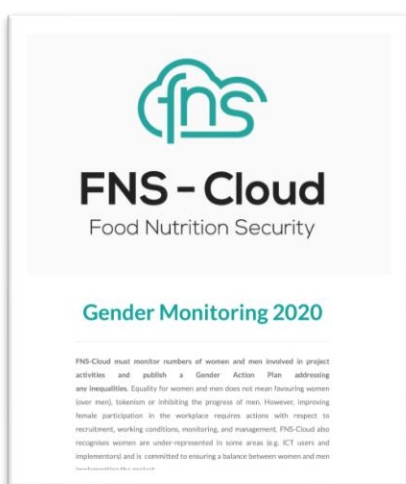 fns
FNS - Cloud
Food Nutrition Security
Gender Monitoring 2020
FNS-Cloud must monitor numbers of women and men involved in project
activities and publish a Gender Action Plan addressing
any inequalities. Equality for women and men does not mean favouring women
(over men), tokenism or inhibiting the progress of men. However, improving
female participation in the workplace requires actions with respect to
recruitment, working conditions, monitoring, and management. FNS-Cloud also
recognises women are under-represented in some areas (e.g. ICT users and
implementors) and is committed to ensuring a balance between women and men